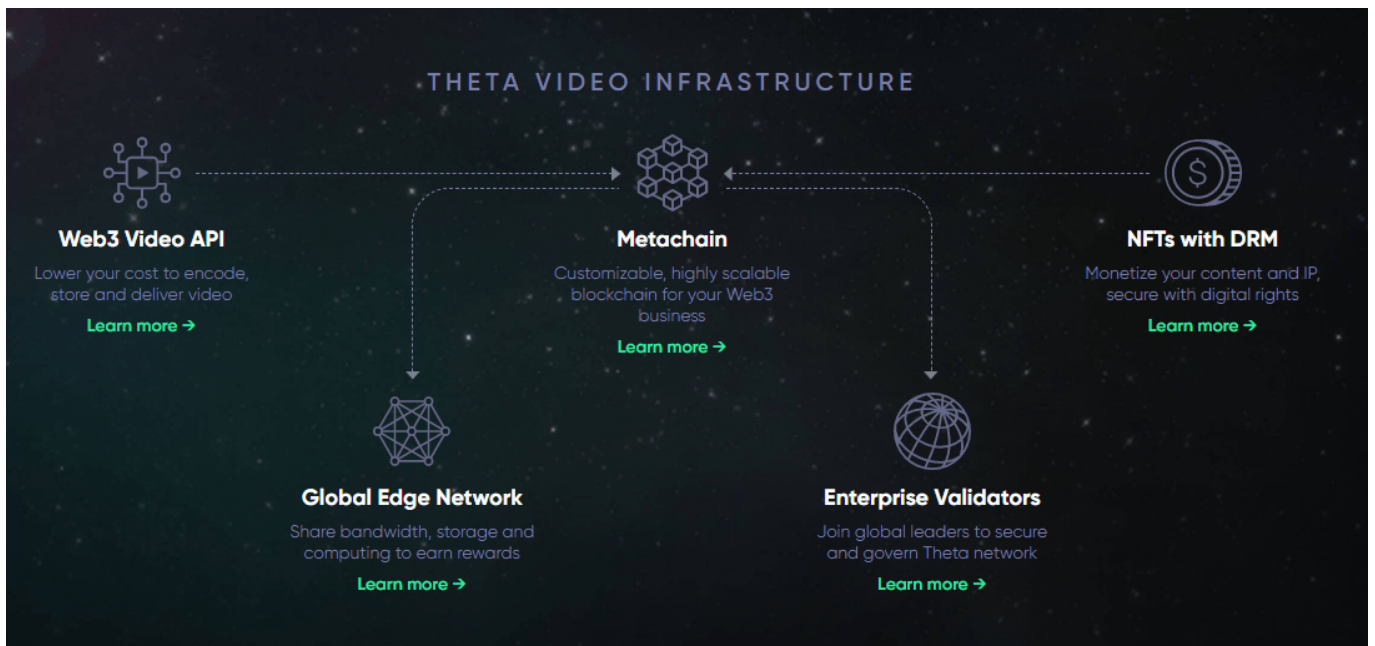 THETA VIDEO INFRASTRUCTURE
Web3 Video API
Lower your cost to encode,
store and deliver video
Learn more →
Metachain
Customizable, highly scalable
blockchain for your Web3
business
Learn more →
NFTs with DRM
Monetize your content and IP,
secure with digital rights
Learn more →
Global Edge Network
Share bandwidth, storage and
computing to earn rewards
Learn more →
Enterprise Validators
Join global leaders to secure
and govern Theta network
Learn more →